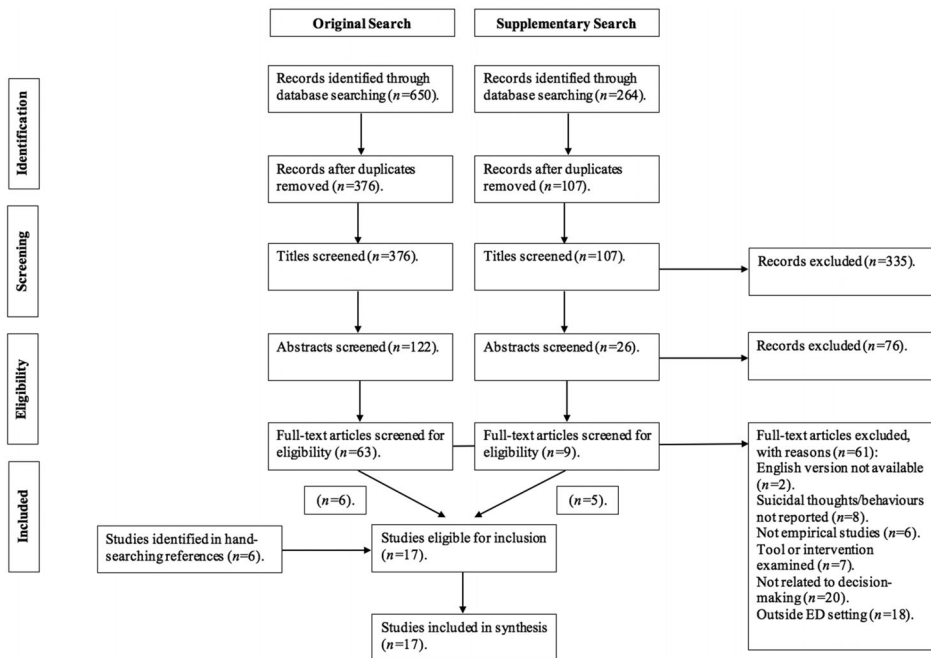 Original Search
Supplementary Search
Identification
Records identified through
database searching (n=650).
Records identified through
database searching (n=264).
Records after duplicates
removed (n=376).
Records after duplicates
removed (n=107).
Screening
Titles screened (n=376).
Titles screened (n=107).
Records excluded (n=335).
Eligibility
Abstracts screened (n=122).
Abstracts screened (n=26).
Records excluded (n=76).
Full-text articles screened for
eligibility (n=63).
Full-text articles screened for
eligibility (n=9).
Full-text articles excluded,
with reasons (n=61):
English version not available
(n=2).
Suicidal thoughts/behaviours
not reported (n=8).
Not empirical studies (n=6).
Tool or intervention
examined (n=7).
Not related to decision-
making (n=20).
Outside ED setting (n=18).
Included
(n=6).
(n=5).
Studies identified in hand-
searching references (n=6).
Studies eligible for inclusion
(n=17).
Studies included in synthesis
(n=17).